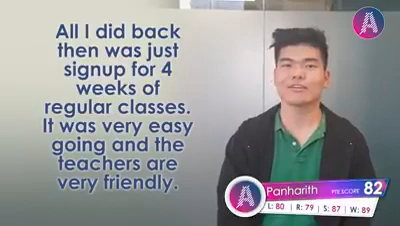 All I did back
then was just
signup for 4
weeks of
regular classes.
It was very easy
going and the
teachers are
very friendly.
A
A
Panharith PTE SCORE 82
L: 80 | R: 79 | S: 87 | W: 89